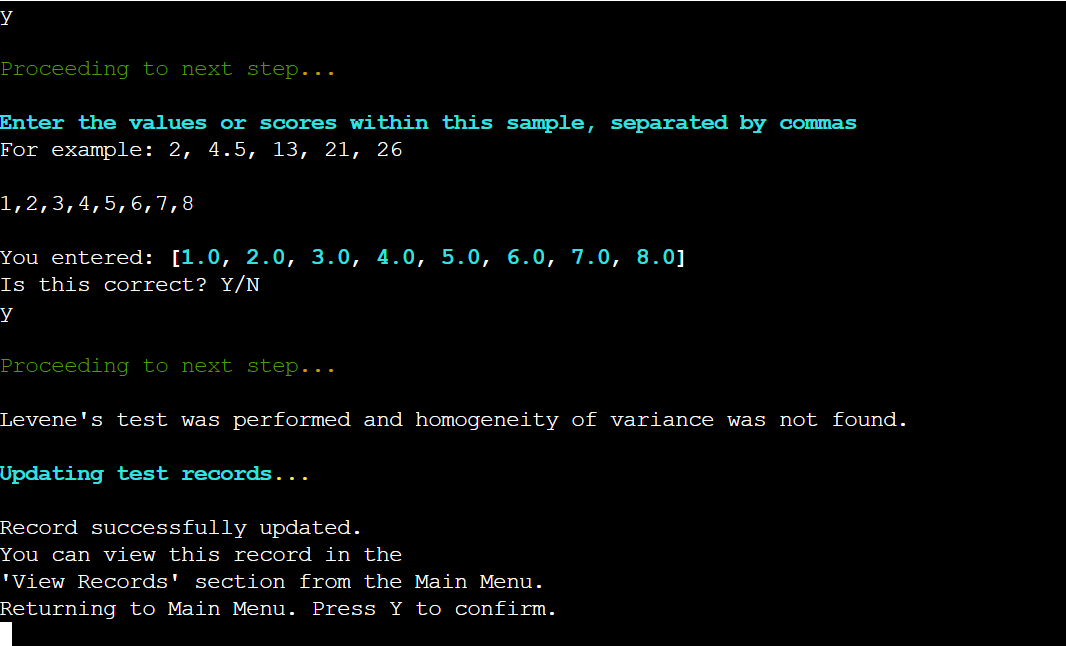 y
Proceeding to next step...
Enter the values or scores within this sample, separated by commas
For example: 2, 4.5, 13, 21, 26
1,2,3,4,5,6,7,8
You entered: [1.0, 2.0, 3.0, 4.0, 5.0, 6.0, 7.0, 8.0]
Is this correct? Y/N
y
Proceeding to next step...
Levene's test was performed and homogeneity of variance was not found.
Updating test records...
Record successfully updated.
You can view this record in the
'View Records' section from the Main Menu.
Returning to Main Menu. Press Y to confirm.